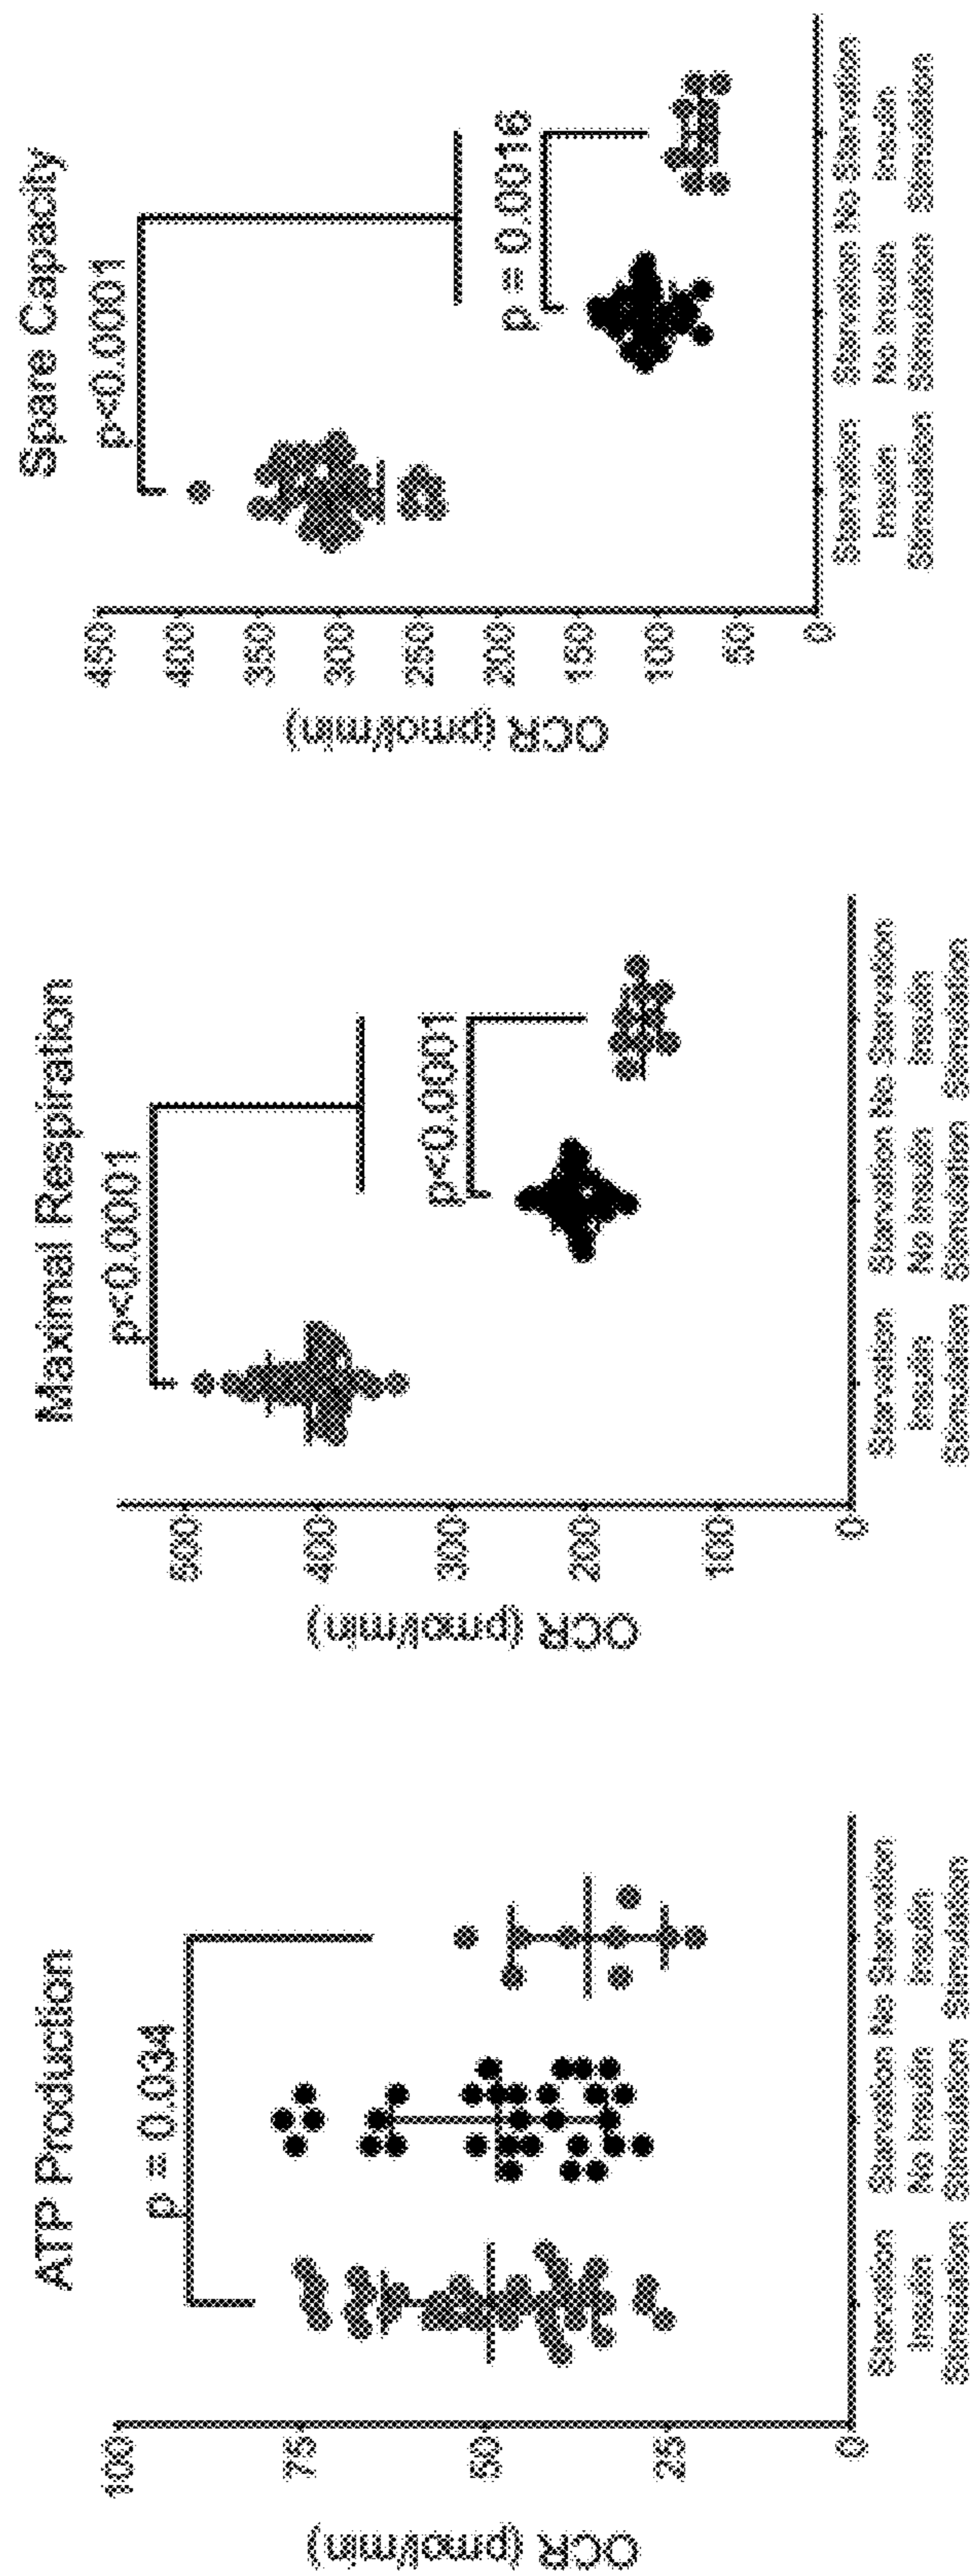 ATP Production
p = 0.034
OCR (pmol/min)
100
75
50
25
0
Starvation Starvation No Starvation
Insulin No Insulin Insulin
Stimulation Stimulation Stimulation
Maximal Respiration
p<0.0001
p<0.0001
OCR (pmol/min)
500
400
300
200
100
0
Starvation Starvation No Starvation
Insulin No Insulin Insulin
Stimulation Stimulation Stimulation
Spare Capacity
p<0.0001
p = 0.0016
OCR (pmol/min)
450
400
350
300
250
200
150
100
50
0
Starvation Starvation No Starvation
Insulin No Insulin Insulin
Stimulation Stimulation Stimulation